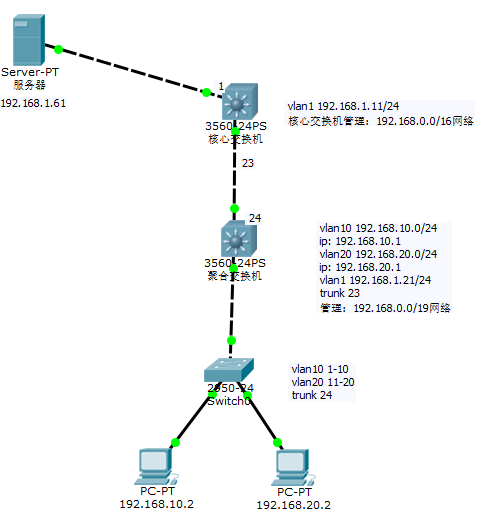 Server-PT
服务器
192.168.1.61
1
3560-24PS
核心交换机
vlan1 192.168.1.11/24
核心交换机管理：192.168.0.0/16网络
23
24
3560-24PS
聚合交换机
vlan10 192.168.10.0/24
ip: 192.168.10.1
vlan20 192.168.20.0/24
ip: 192.168.20.1
vlan1 192.168.1.21/24
trunk 23
管理：192.168.0.0/19网络
2950-24
Switch0
vlan10 1-10
vlan20 11-20
trunk 24
PC-PT
192.168.10.2
PC-PT
192.168.20.2